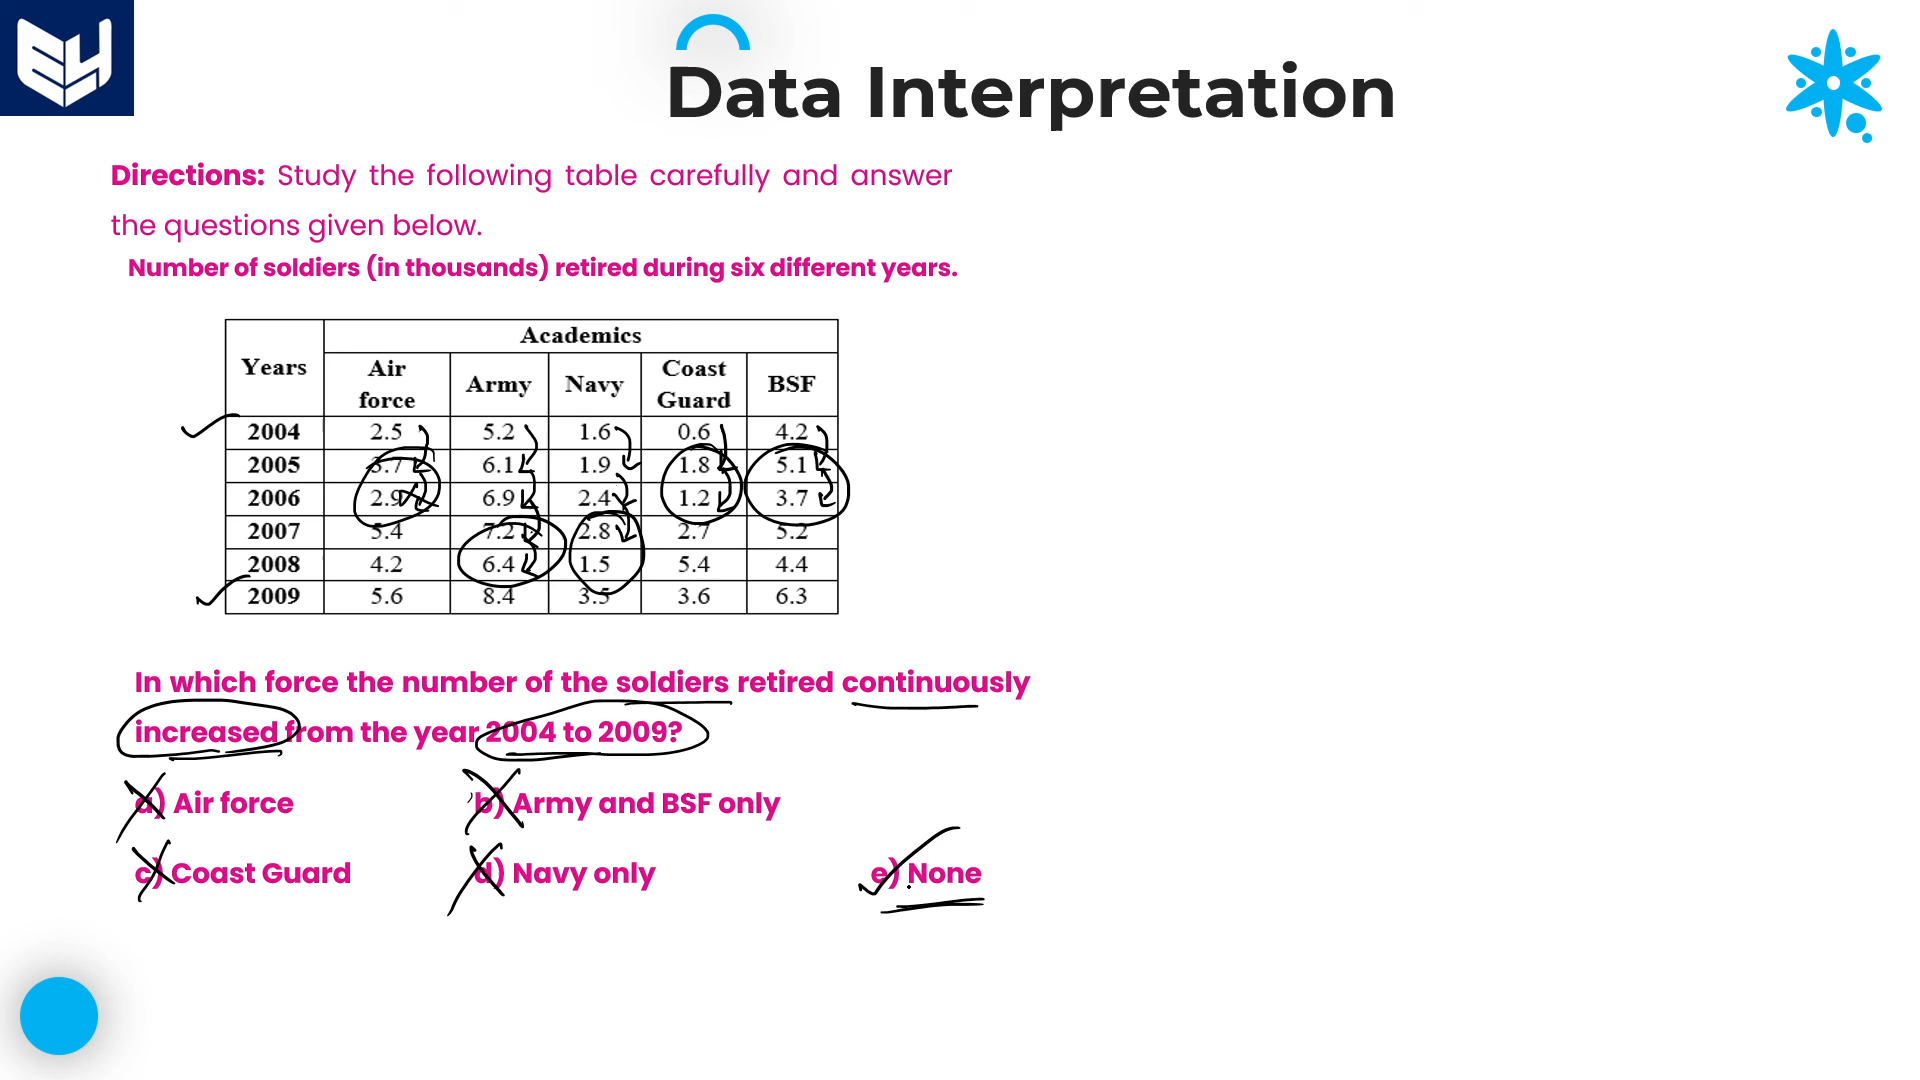 EY
Data Interpretation
Directions: Study the following table carefully and answer
the questions given below.
Number of soldiers (in thousands) retired during six different years.
Years Academics
Air force Army Navy Coast Guard BSF
2004 2.5 5.2 1.6 0.6 4.2
2005 3.7 6.1 1.9 1.8 5.1
2006 2.9 6.9 2.4 1.2 3.7
2007 5.4 7.2 2.8 2.7 5.2
2008 4.2 6.4 1.5 5.4 4.4
2009 5.6 8.4 3.5 3.6 6.3
In which force the number of the soldiers retired continuously
increased from the year 2004 to 2009?
a) Air force b) Army and BSF only
c) Coast Guard d) Navy only e) None